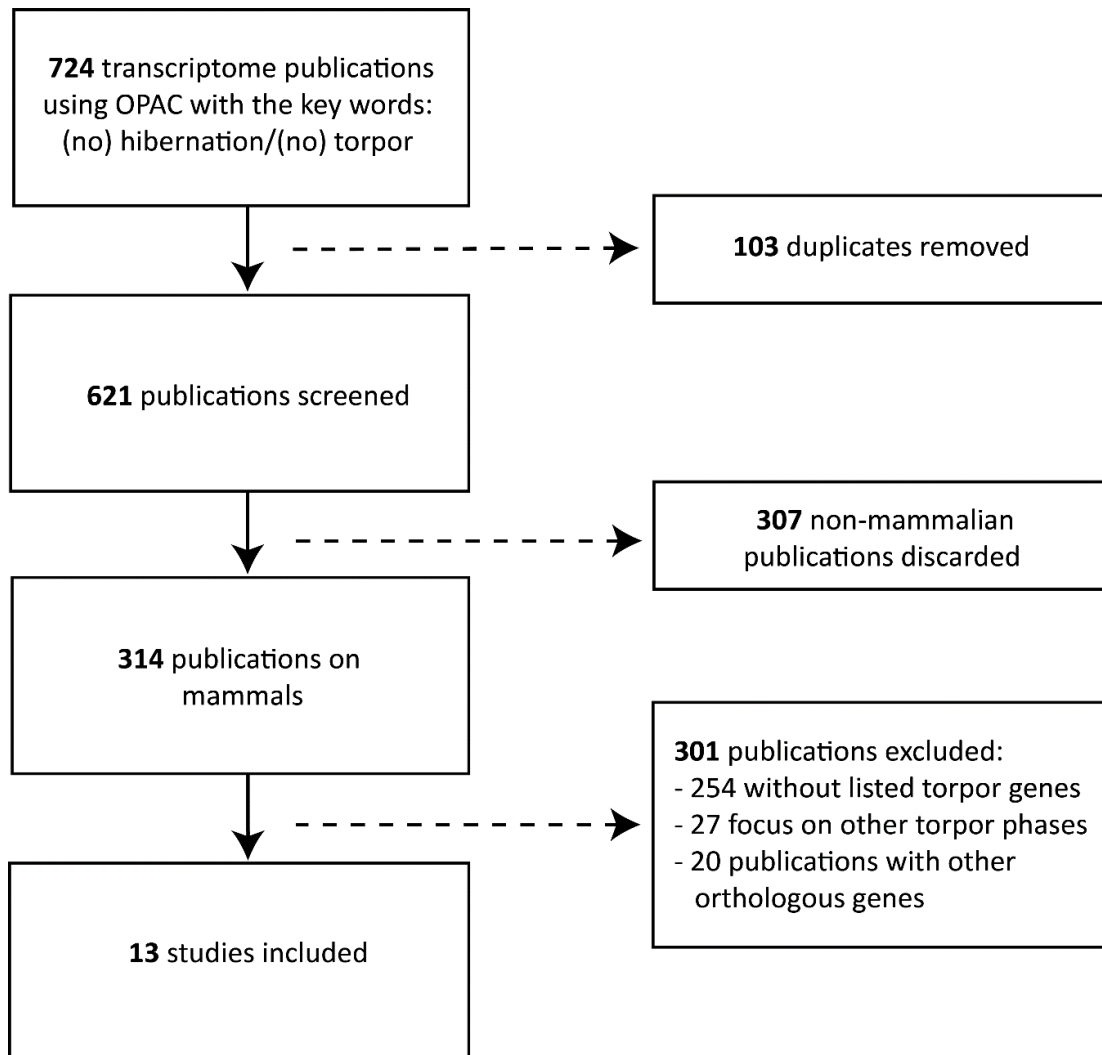 724 transcriptome publications
using OPAC with the key words:
(no) hibernation/(no) torpor
103 duplicates removed
621 publications screened
307 non-mammalian
publications discarded
314 publications on
mammals
301 publications excluded:
- 254 without listed torpor genes
- 27 focus on other torpor phases
- 20 publications with other
orthologous genes
13 studies included